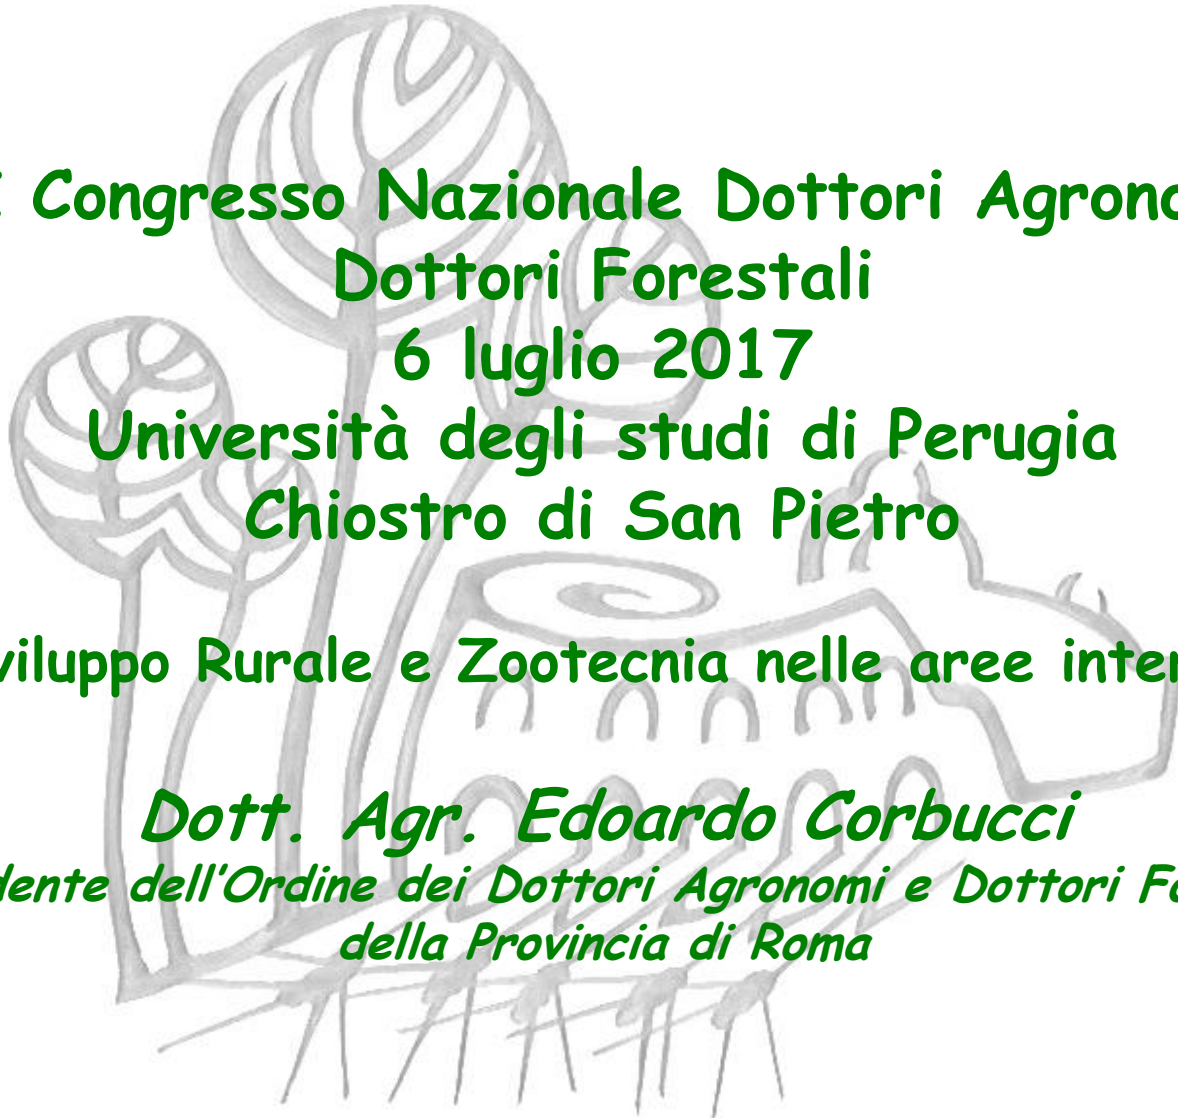 Congresso Nazionale Dottori Agrono
Dottori Forestali
6 luglio 2017
Università degli studi di Perugia
Chiostro di San Pietro
viluppo Rurale e Zootecnia nelle aree inter
Dott. Agr. Edoardo Corbucci
dente dell’Ordine dei Dottori Agronomi e Dottori Fo
della Provincia di Roma